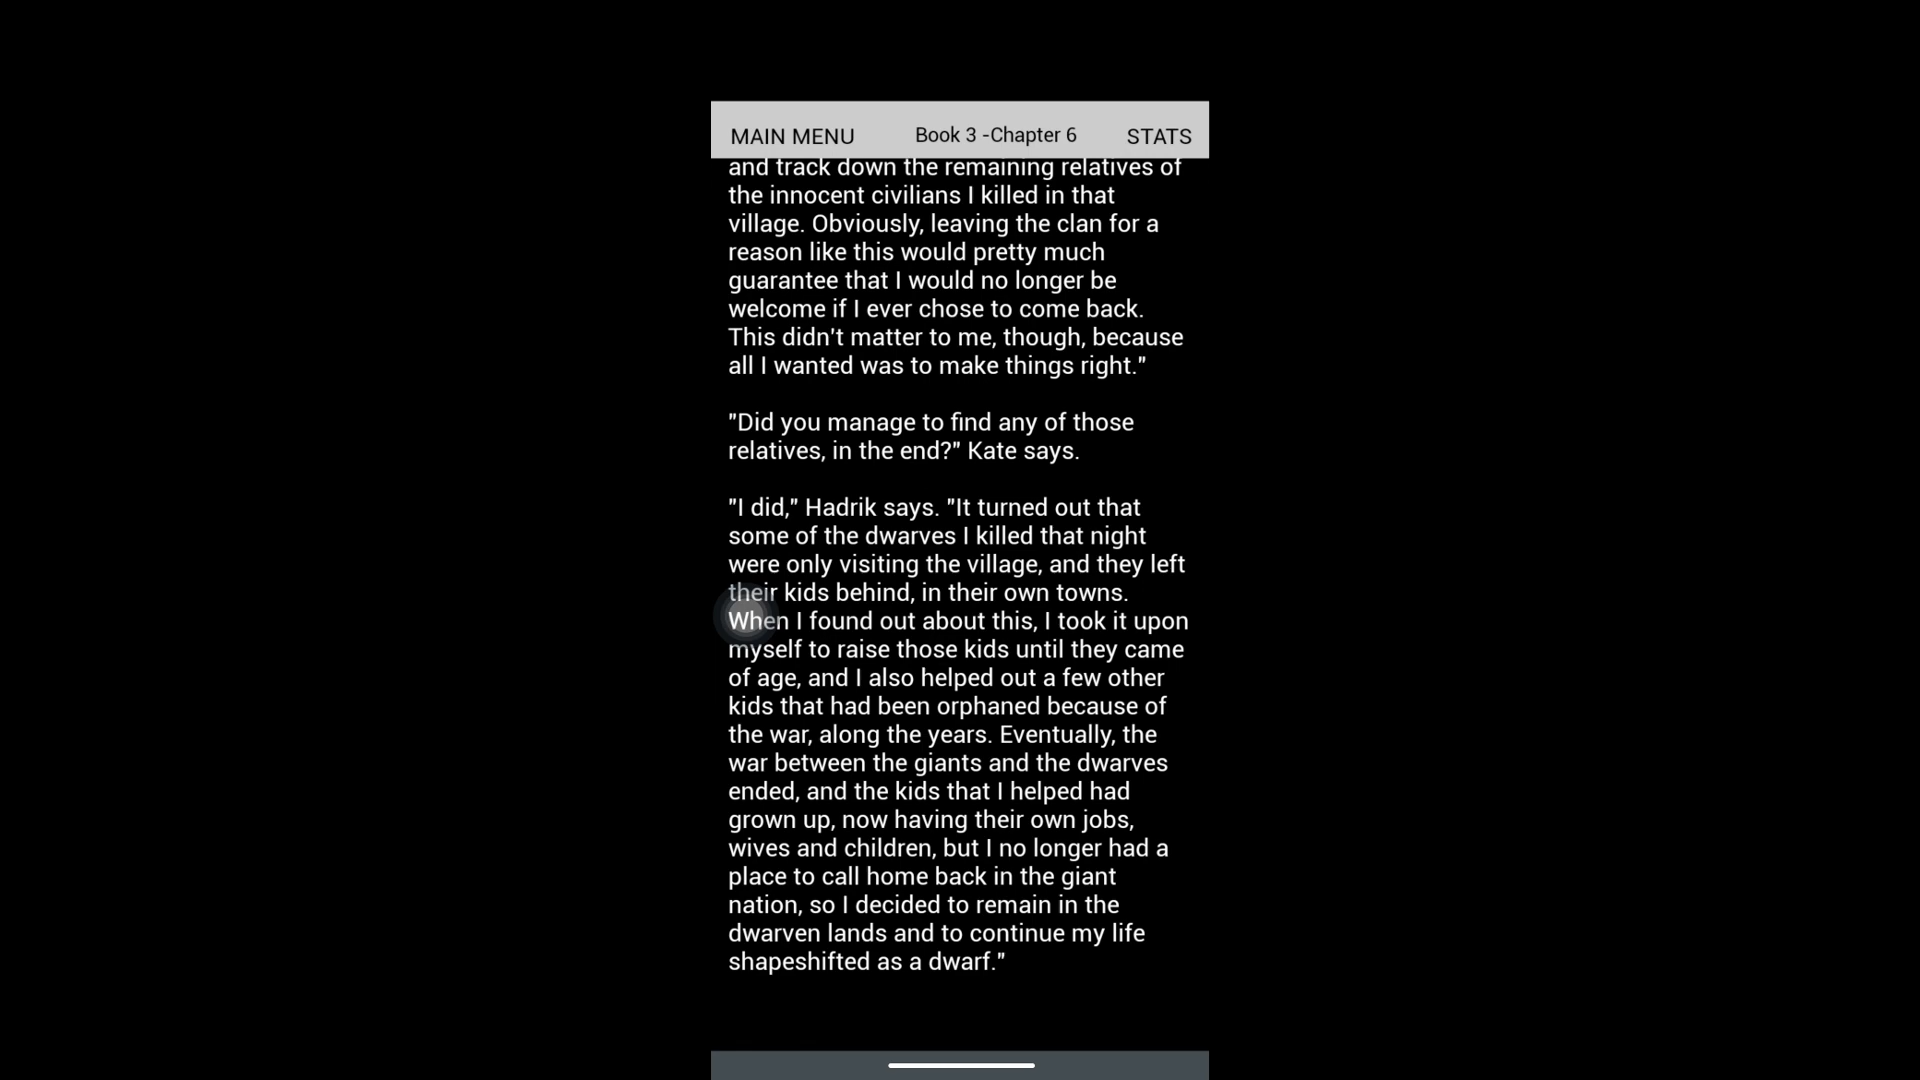 MAIN MENU Book 3 -Chapter 6 STATS
and track down the remaining relatives of
the innocent civilians I killed in that
village. Obviously, leaving the clan for a
reason like this would pretty much
guarantee that I would no longer be
welcome if I ever chose to come back.
This didn't matter to me, though, because
all I wanted was to make things right."
"Did you manage to find any of those
relatives, in the end?" Kate says.
"I did," Hadrik says. "It turned out that
some of the dwarves I killed that night
were only visiting the village, and they left
their kids behind, in their own towns.
When I found out about this, I took it upon
myself to raise those kids until they came
of age, and I also helped out a few other
kids that had been orphaned because of
the war, along the years. Eventually, the
war between the giants and the dwarves
ended, and the kids that I helped had
grown up, now having their own jobs,
wives and children, but I no longer had a
place to call home back in the giant
nation, so I decided to remain in the
dwarven lands and to continue my life
shapeshifted as a dwarf."